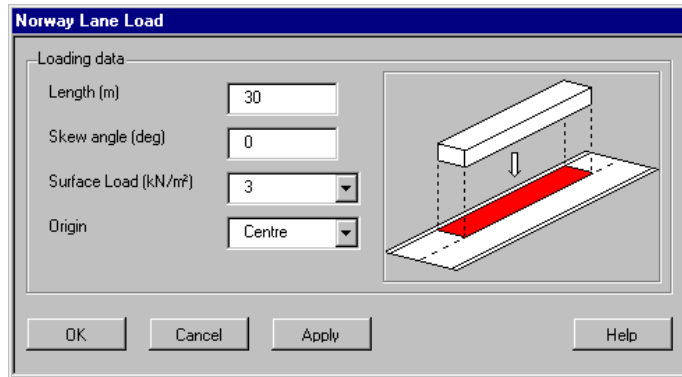 Norway Lane Load
Loading data
Length (m) 30
Skew angle (deg) 0
Surface Load (kN/m²) 3
Origin Centre
OK Cancel Apply Help